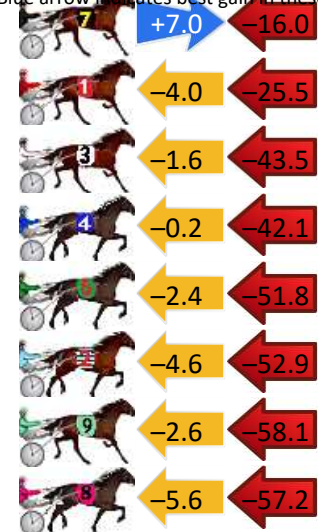 Blue arrow indicates best gain in the
7 +7.0 –16.0
1 –4.0 –25.5
3 –1.6 –43.5
4 –0.2 –42.1
6 –2.4 –51.8
–4.6 –52.9
9 –2.6 –58.1
8 –5.6 –57.2